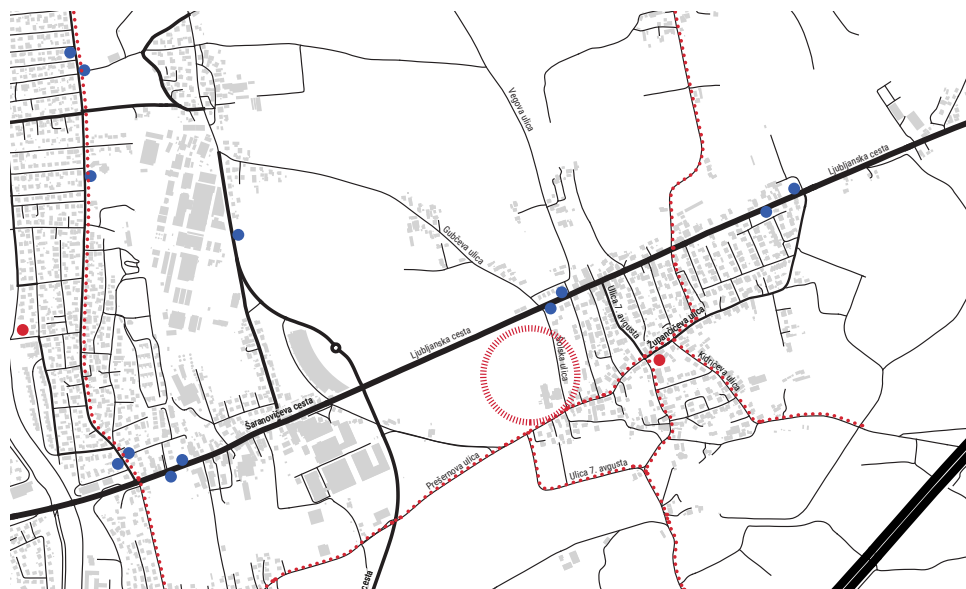 Vegova ulica
Ljubljanska cesta
Gubčeva ulica
Ulica 7. avgusta
Župančičeva ulica
Ljubljanska cesta
Kidričeva ulica
Šaranovičeva cesta
Prešernova ulica
Ulica 7. avgusta
cesta